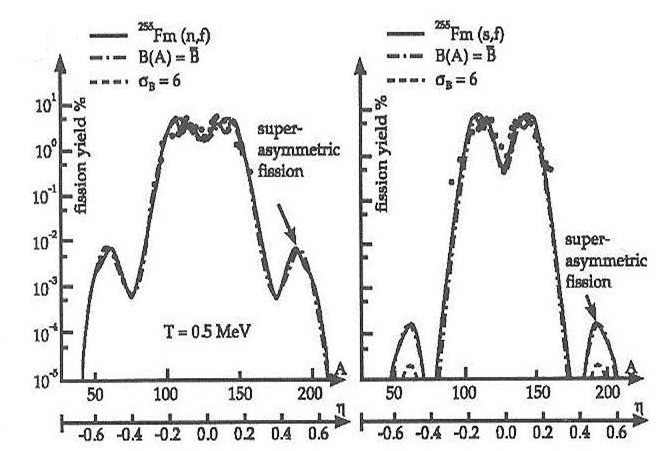 ²⁵⁵Fm (n,f)
B(A) = B̄
σ_B = 6
fission yield %
10¹
10⁰
10⁻¹
10⁻²
10⁻³
10⁻⁴
10⁻⁵
super-
asymmetric
fission
T = 0.5 MeV
A
50 100 150 200
η
-0.6 -0.4 -0.2 0.0 0.2 0.4 0.6
²⁵⁵Fm (s,f)
B(A) = B̄
σ_B = 6
fission yield %
super-
asymmetric
fission
A
50 100 150 200
η
-0.6 -0.4 -0.2 0.0 0.2 0.4 0.6